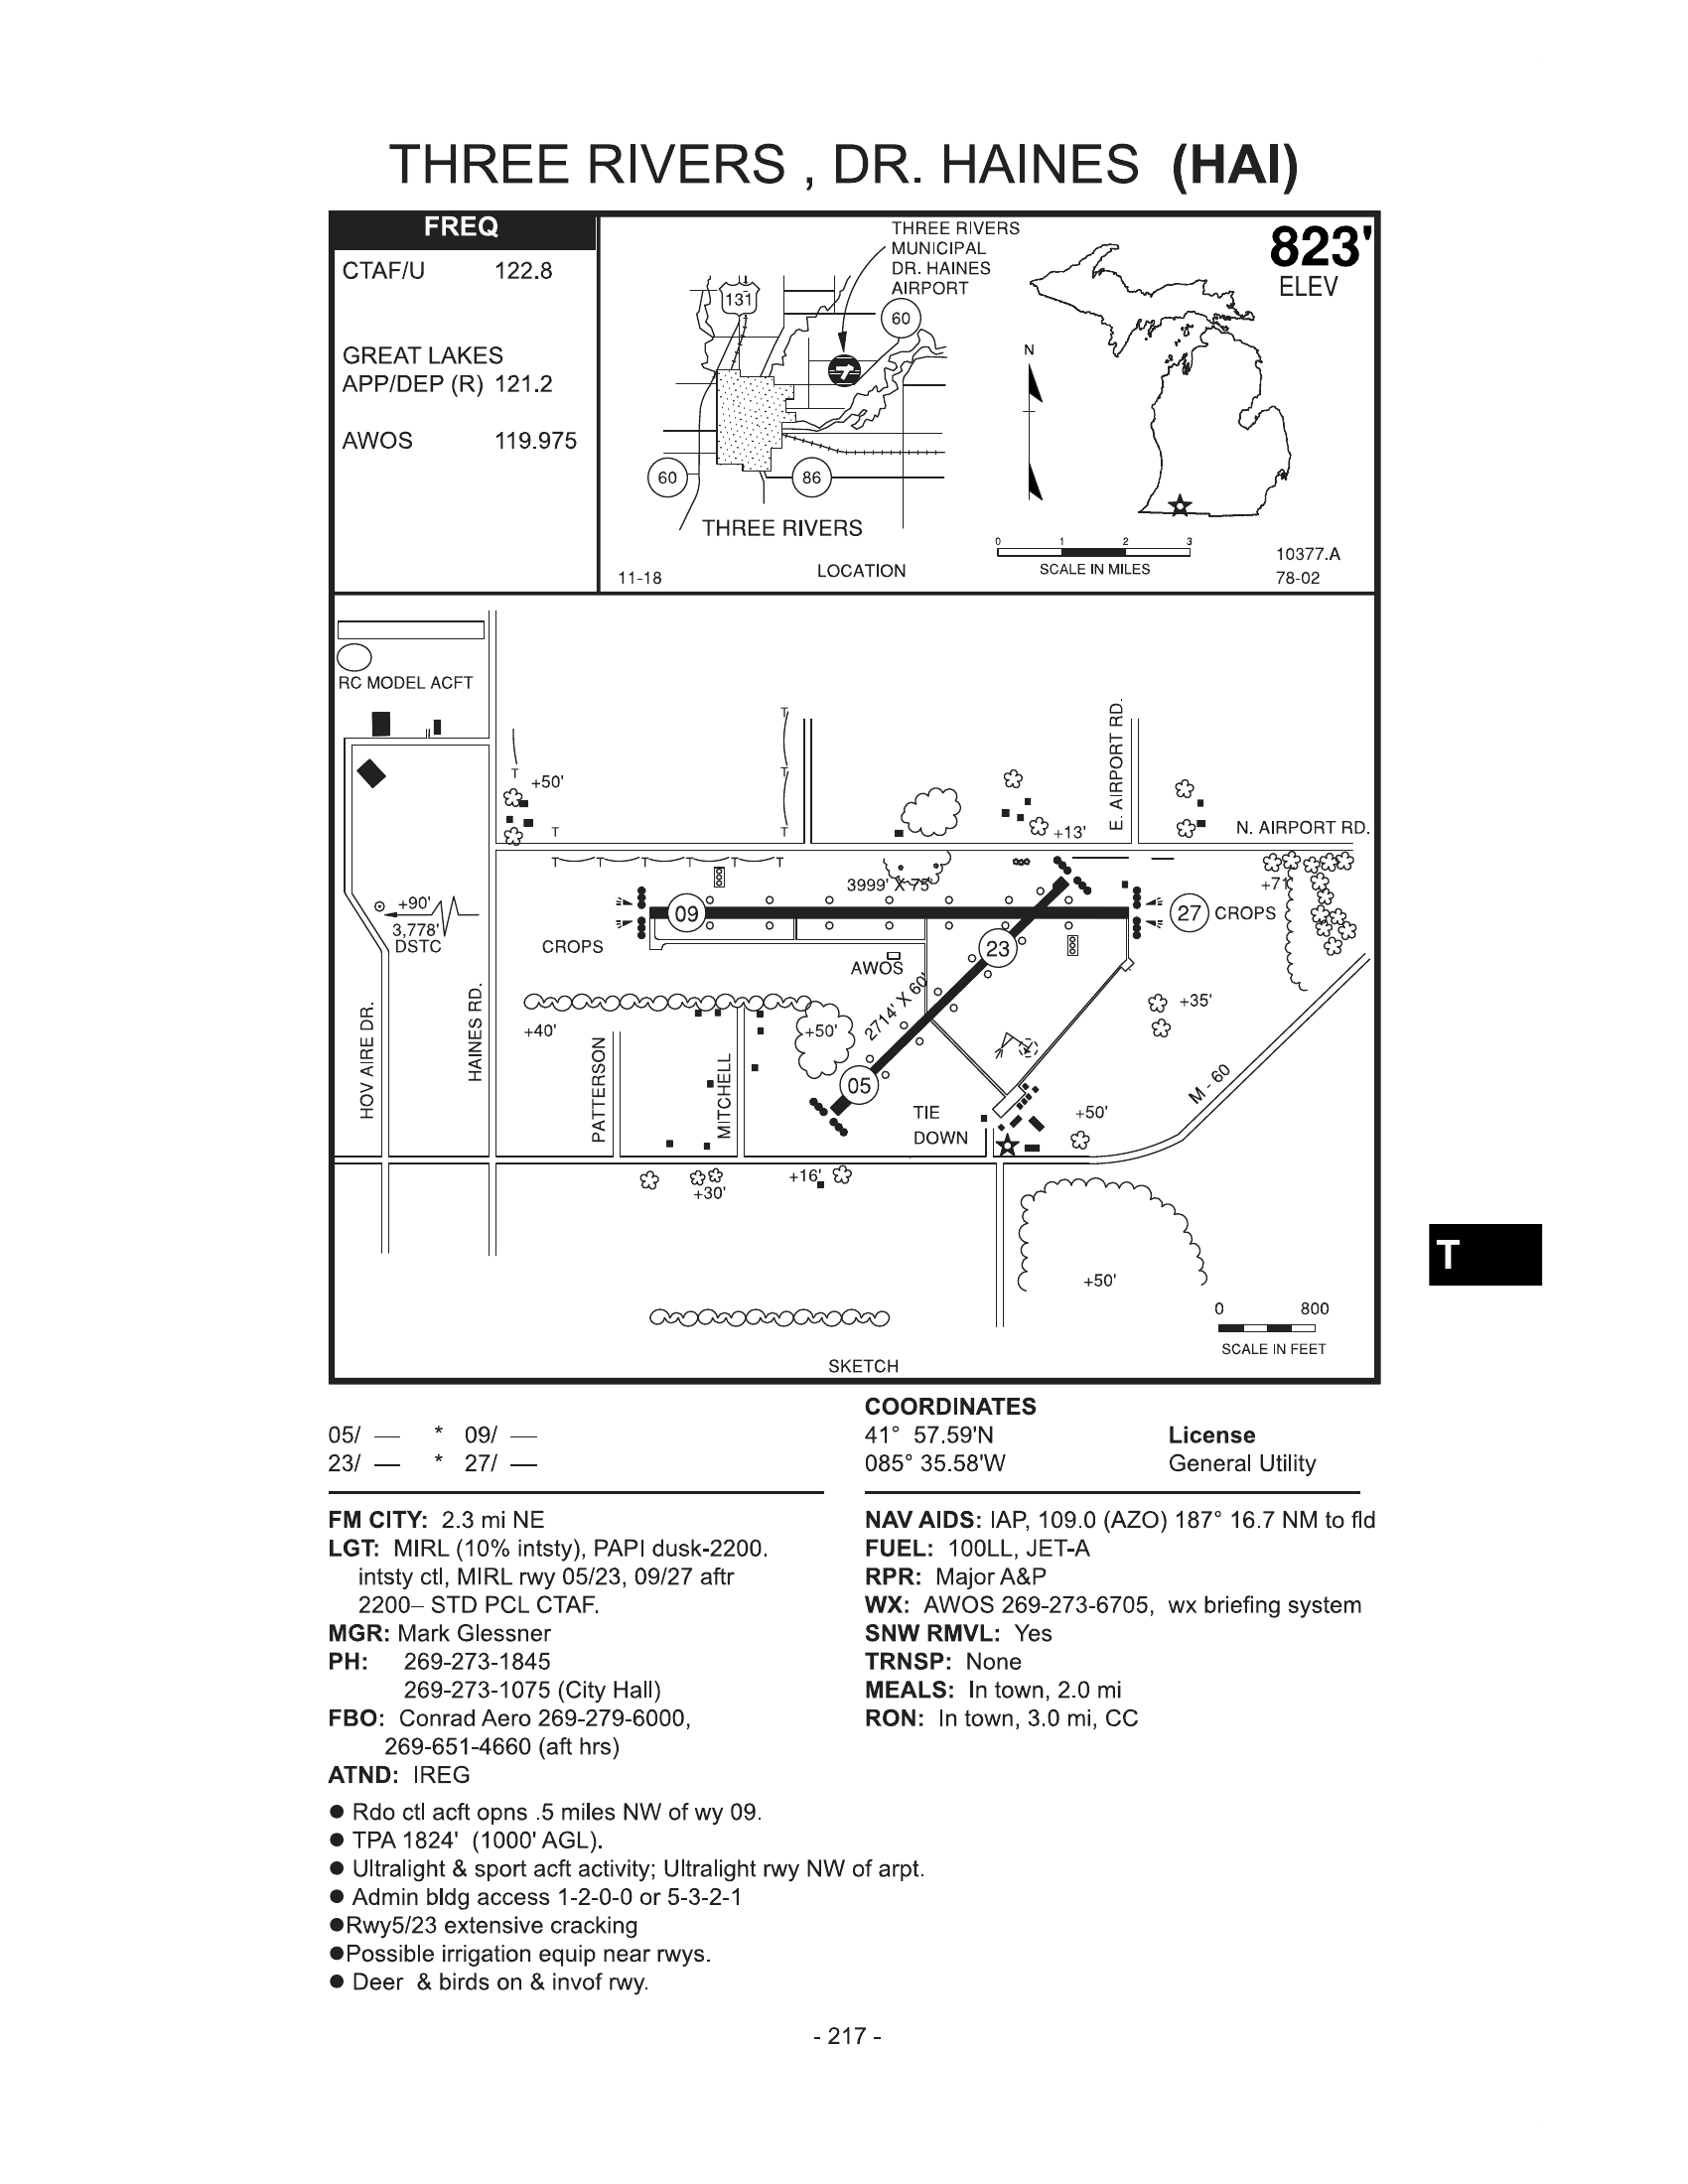 THREE RIVERS , DR. HAINES (HAI)
FREQ
CTAF/U 122.8
GREAT LAKES
APP/DEP (R) 121.2
AWOS 119.975
THREE RIVERS
MUNICIPAL
DR. HAINES
AIRPORT
131
60
60
86
THREE RIVERS
LOCATION
11-18
823'
ELEV
N
0 1 2 3
SCALE IN MILES
10377.A
78-02
RC MODEL ACFT
T
T
T
+50'
T
T
E. AIRPORT RD.
+13'
N. AIRPORT RD.
T T T T T T
3999' X 75'
+71'
+90'
3,778'
DSTC
09
27
CROPS
CROPS
23
AWOS
2714' X 60'
+35'
+40'
+50'
HOV AIRE DR.
HAINES RD.
PATTERSON
MITCHELL
05
M - 60
TIE
DOWN
+50'
+30'
+16'
+50'
0 800
SCALE IN FEET
SKETCH
T
05/ — * 09/ —
23/ — * 27/ —
COORDINATES
41° 57.59'N
085° 35.58'W
License
General Utility
FM CITY: 2.3 mi NE
LGT: MIRL (10% intsty), PAPI dusk-2200.
intsty ctl, MIRL rwy 05/23, 09/27 aftr
2200– STD PCL CTAF.
MGR: Mark Glessner
PH: 269-273-1845
269-273-1075 (City Hall)
FBO: Conrad Aero 269-279-6000,
269-651-4660 (aft hrs)
ATND: IREG
NAV AIDS: IAP, 109.0 (AZO) 187° 16.7 NM to fld
FUEL: 100LL, JET-A
RPR: Major A&P
WX: AWOS 269-273-6705, wx briefing system
SNW RMVL: Yes
TRNSP: None
MEALS: In town, 2.0 mi
RON: In town, 3.0 mi, CC
● Rdo ctl acft opns .5 miles NW of wy 09.
● TPA 1824' (1000' AGL).
● Ultralight & sport acft activity; Ultralight rwy NW of arpt.
● Admin bldg access 1-2-0-0 or 5-3-2-1
●Rwy5/23 extensive cracking
●Possible irrigation equip near rwys.
● Deer & birds on & invof rwy.
- 217 -